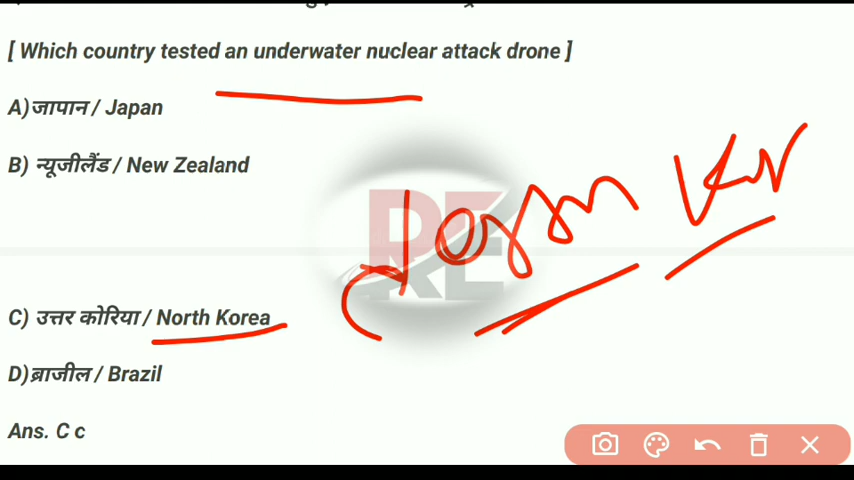 [ Which country tested an underwater nuclear attack drone ]
A)जापान / Japan
B) न्यूजीलैंड / New Zealand
C) उत्तर कोरिया / North Korea
D)ब्राजील / Brazil
Ans. C c